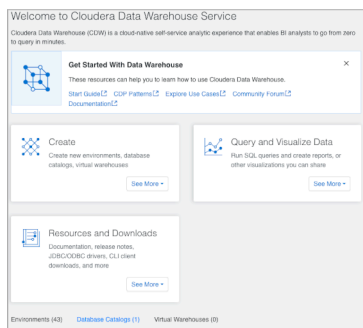 Welcome to Cloudera Data Warehouse Service
Cloudera Data Warehouse (CDW) is a cloud-native self-service analytic experience that enables BI analysts to go from zero
to query in minutes.
Get Started With Data Warehouse
These resources can help you to learn how to use Cloudera Data Warehouse.
Start Guide CDP Patterns Explore Use Cases Community Forum
Documentation
Create
Create new environments, database
catalogs, virtual warehouses
See More
Query and Visualize Data
Run SQL queries and create reports, or
other visualizations you can share
See More
Resources and Downloads
Documentation, release notes,
JDBC/ODBC drivers, CLI client
downloads, and more
See More
Environments (43) Database Catalogs (1) Virtual Warehouses (0)